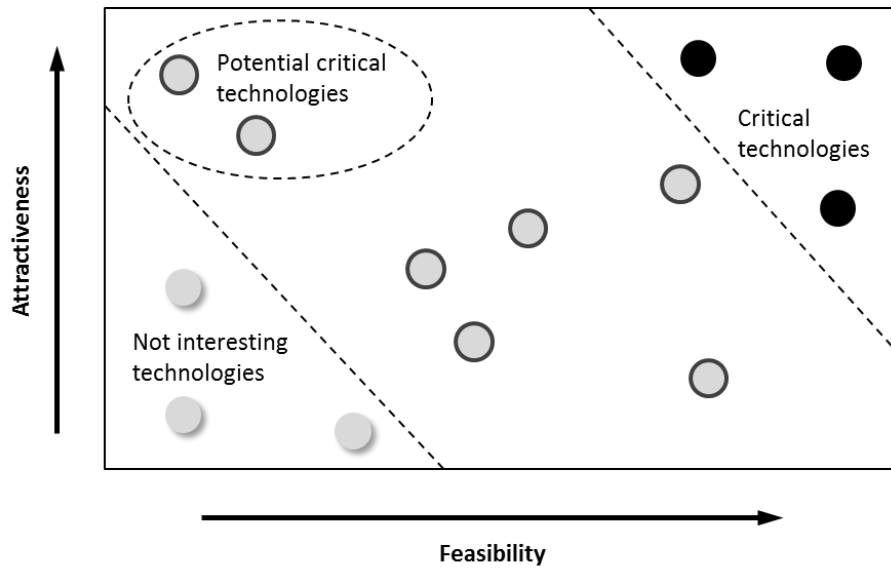 Potential critical
technologies
Critical
technologies
Attractiveness
Not interesting
technologies
Feasibility